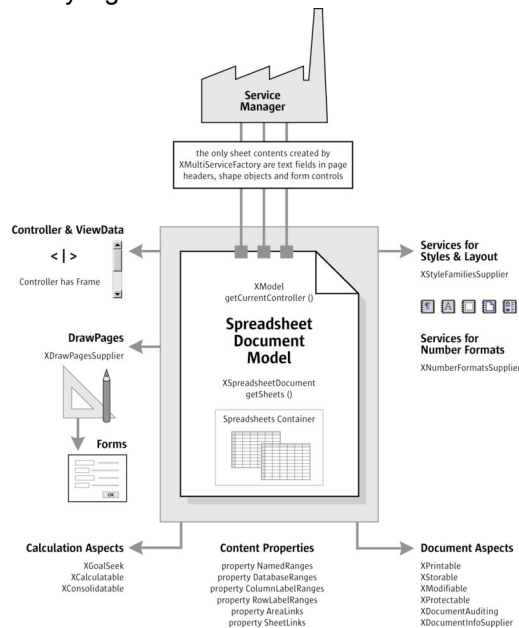 Service
Manager
the only sheet contents created by
XMultiServiceFactory are text fields in page
headers, shape objects and form controls
Controller & ViewData
< | >
Controller has Frame
XModel
getCurrentController ()
Services for
Styles & Layout
XStyleFamiliesSupplier
Spreadsheet
Document
Model
DrawPages
XDrawPagesSupplier
Services for
Number Formats
XNumberFormatsSupplier
XSpreadsheetDocument
getSheets ()
Spreadsheets Container
Forms
OK
Calculation Aspects
XGoalSeek
XCalculatable
XConsolidatable
Content Properties
property NamedRanges
property DatabaseRanges
property ColumnLabelRanges
property RowLabelRanges
property AreaLinks
property SheetLinks
Document Aspects
XPrintable
XStorable
XModifiable
XProtectable
XDocumentAuditing
XDocumentInfoSupplier